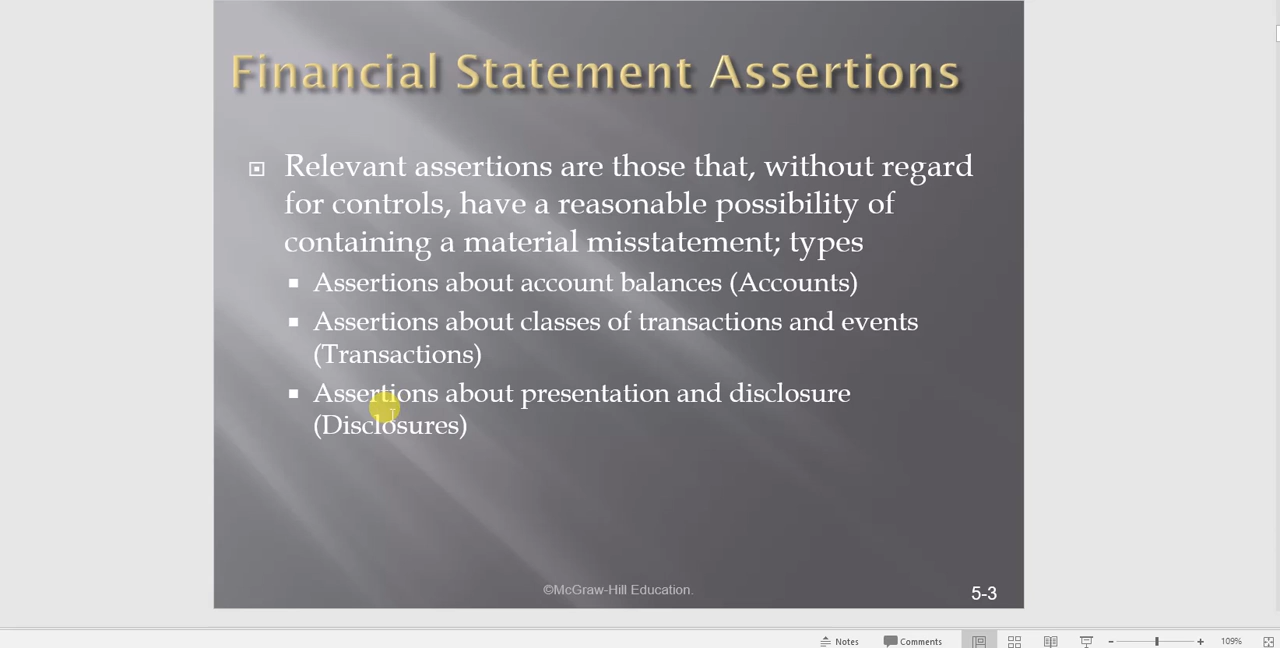 Financial Statement Assertions
Relevant assertions are those that, without regard
for controls, have a reasonable possibility of
containing a material misstatement; types
Assertions about account balances (Accounts)
Assertions about classes of transactions and events
(Transactions)
Assertions about presentation and disclosure
(Disclosures)
©McGraw-Hill Education.
5-3
Notes
Comments
109%